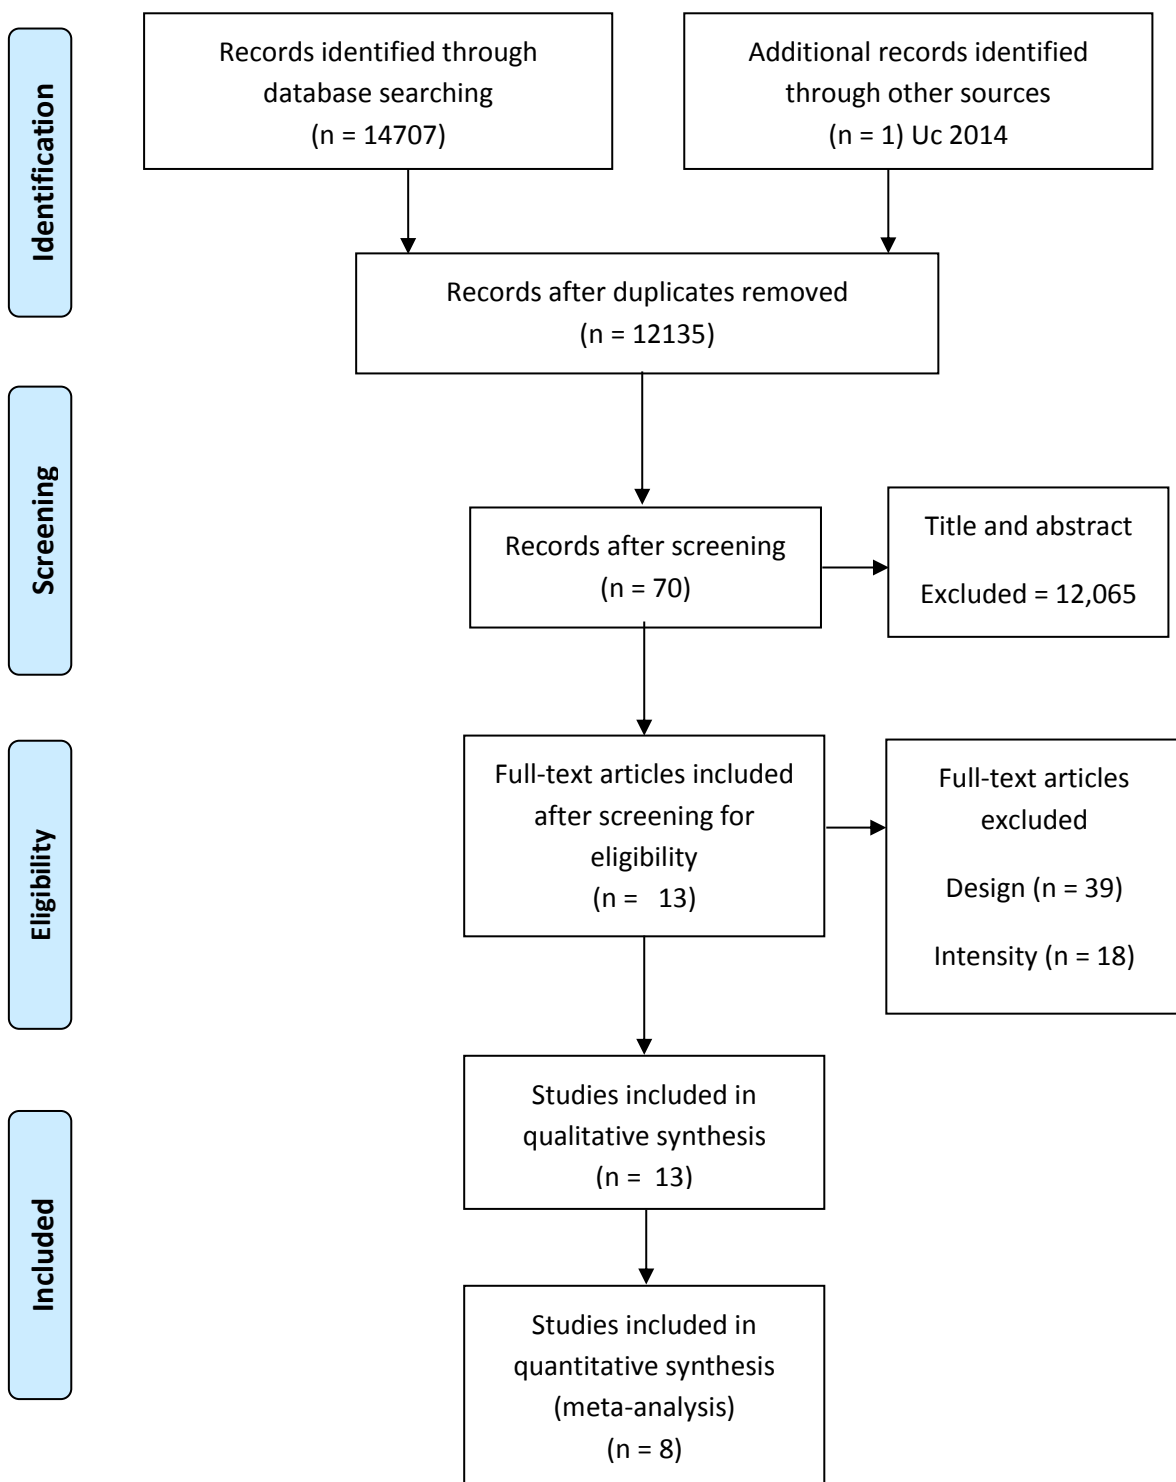 Identification
Records identified through
database searching
(n = 14707)
Additional records identified
through other sources
(n = 1) Uc 2014
Records after duplicates removed
(n = 12135)
Screening
Records after screening
(n = 70)
Title and abstract
Excluded = 12,065
Eligibility
Full-text articles included
after screening for
eligibility
(n = 13)
Full-text articles
excluded
Design (n = 39)
Intensity (n = 18)
Included
Studies included in
qualitative synthesis
(n = 13)
Studies included in
quantitative synthesis
(meta-analysis)
(n = 8)